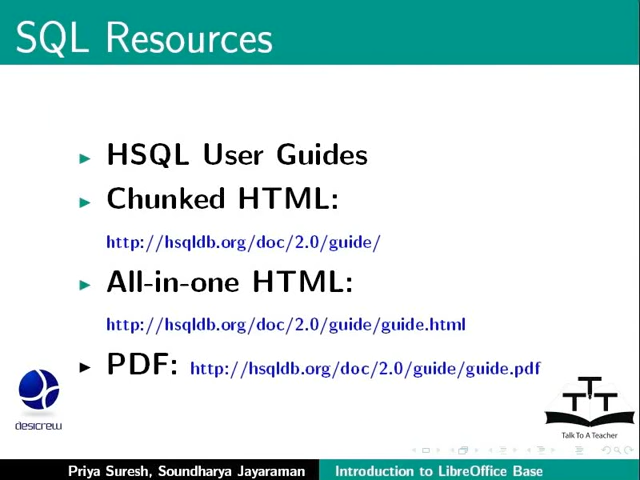 SQL Resources
HSQL User Guides
Chunked HTML:
http://hsqldb.org/doc/2.0/guide/
All-in-one HTML:
http://hsqldb.org/doc/2.0/guide/guide.html
PDF: http://hsqldb.org/doc/2.0/guide/guide.pdf
desicrew
T T T
Talk To A Teacher
Priya Suresh, Soundharya Jayaraman Introduction to LibreOffice Base